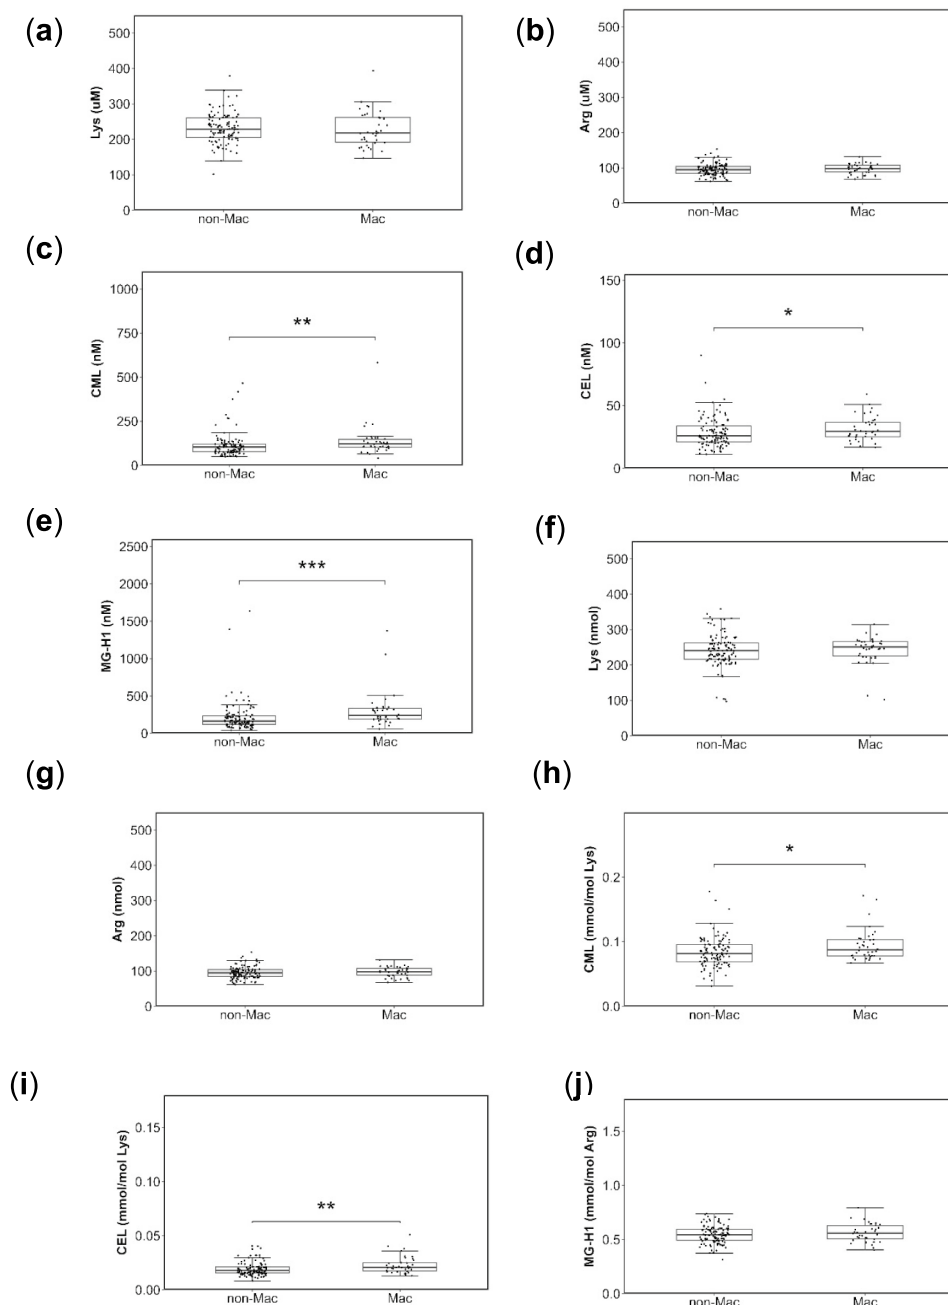 (a)
500
400
300
200
100
0
Lys (uM)
non-Mac Mac
(b)
500
400
300
200
100
0
Arg (uM)
non-Mac Mac
(c)
1000
750
500
250
0
CML (nM)
**
non-Mac Mac
(d)
150
100
50
0
CEL (nM)
*
non-Mac Mac
(e)
2500
2000
1500
1000
500
0
MG-H1 (nM)
***
non-Mac Mac
(f)
500
400
300
200
100
0
Lys (nmol)
non-Mac Mac
(g)
500
400
300
200
100
0
Arg (nmol)
non-Mac Mac
(h)
0.2
0.1
0.0
CML (mmol/mol Lys)
*
non-Mac Mac
(i)
0.15
0.10
0.05
0.00
CEL (mmol/mol Lys)
**
non-Mac Mac
(j)
1.5
1.0
0.5
0.0
MG-H1 (mmol/mol Arg)
non-Mac Mac